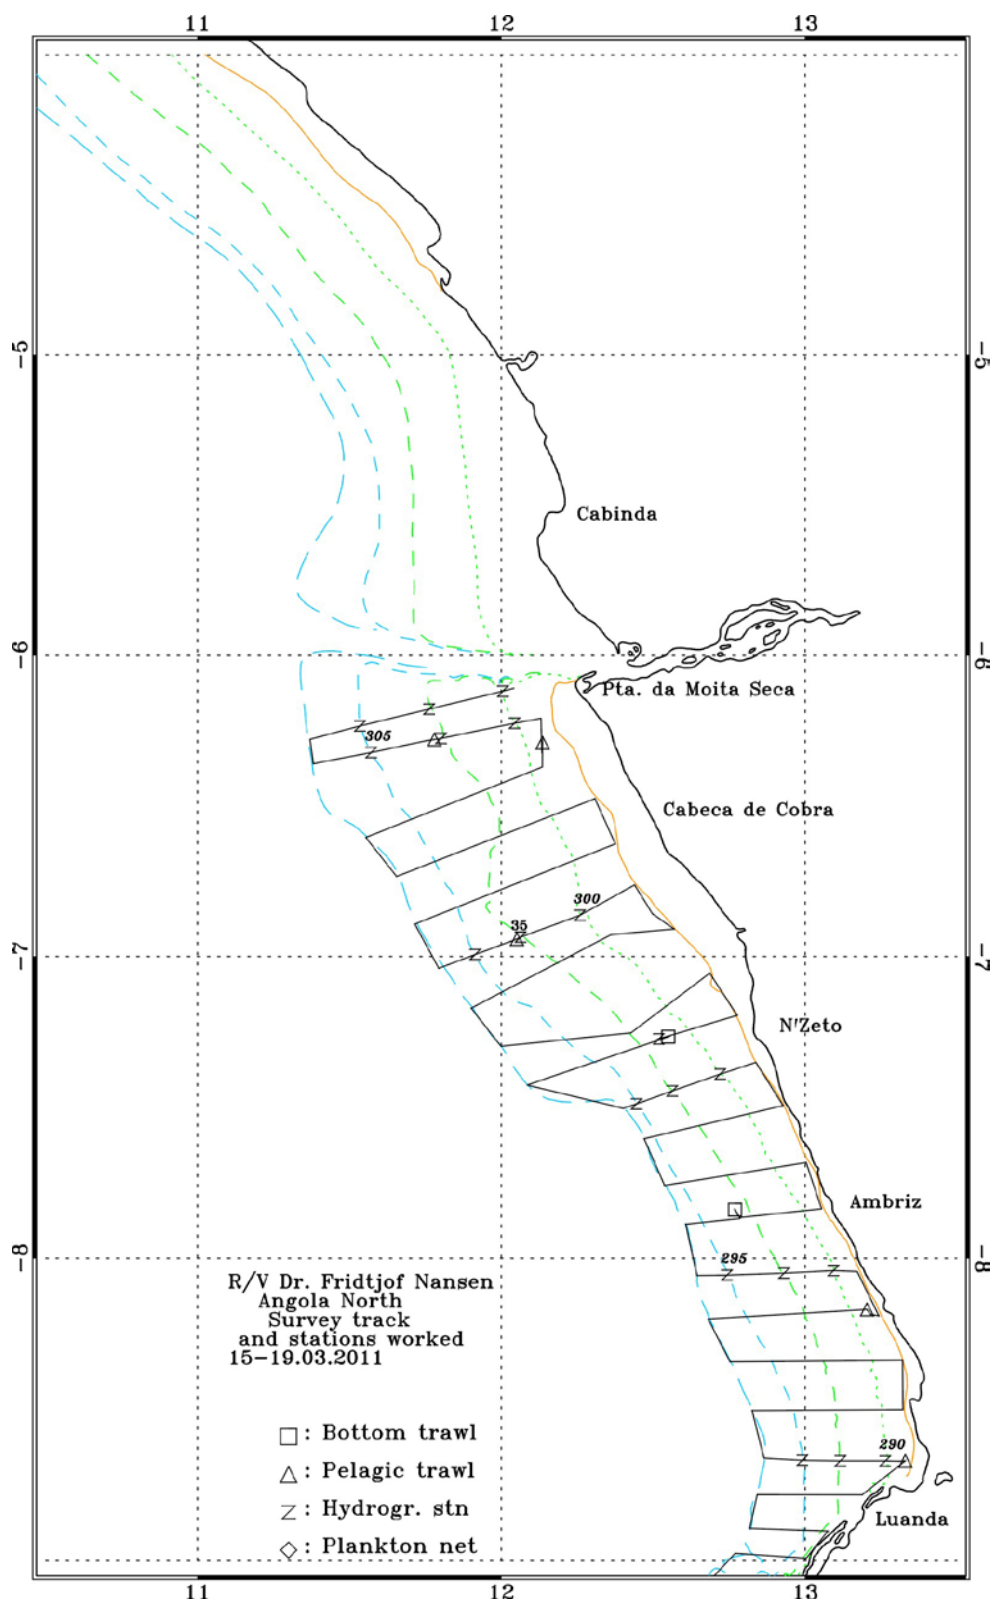 11 12 13
-5 -5
Cabinda
-6 -6
Pta. da Moita Seca
305
Cabeca de Cobra
300
35
-7 -7
N'Zeto
Ambriz
-8 -8
295
R/V Dr. Fridtjof Nansen
Angola North
Survey track
and stations worked
15-19.03.2011
Bottom trawl
290
: Pelagic trawl
: Hydrogr. stn
Luanda
: Plankton net
11 12 13